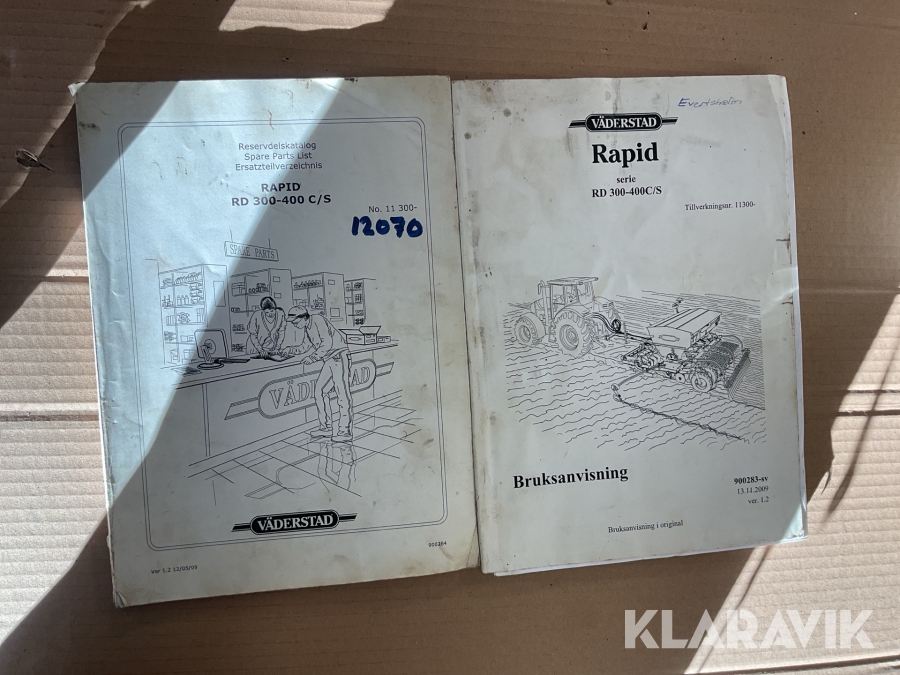 Reservdelskatalog
Spare Parts List
Ersatzteilverzeichnis
RAPID
RD 300-400 C/S
No. 11 300-
12070
SPARE PARTS
VÄDERSTAD
VÄDERSTAD
900284
Ver 1.2 12/05/09
VÄDERSTAD
Rapid
serie
RD 300-400C/S
Tillverkningsnr. 11300-
Bruksanvisning
900283-sv
13.11.2009
ver. 1.2
Bruksanvisning i original
KLARAVIK